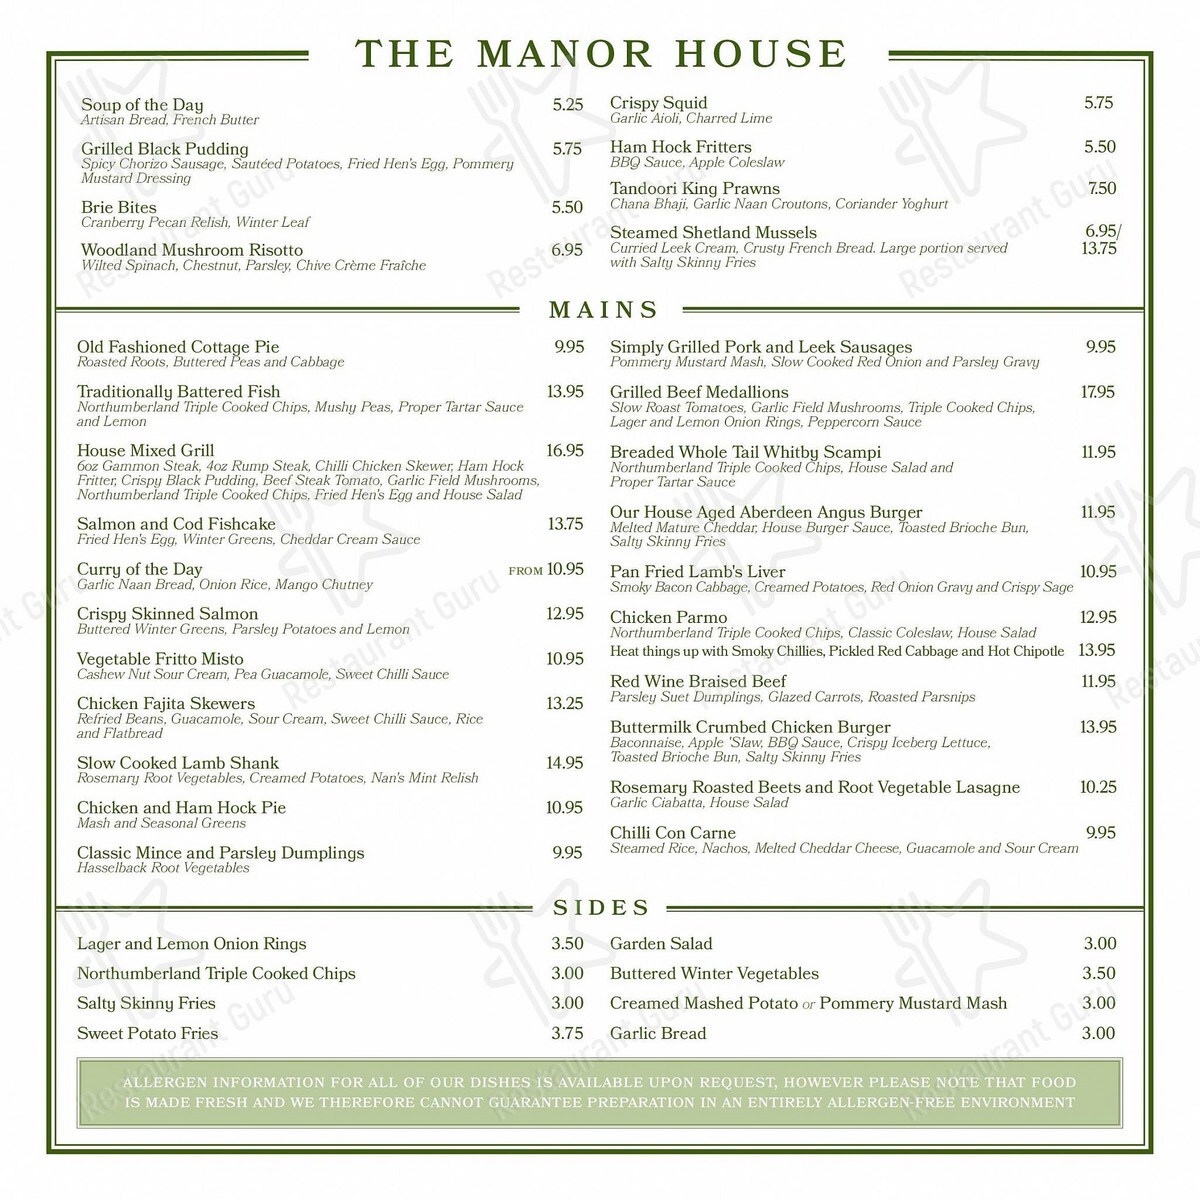 THE MANOR HOUSE
Soup of the Day 5.25
Artisan Bread, French Butter
Grilled Black Pudding 5.75
Spicy Chorizo Sausage, Sautéed Potatoes, Fried Hen's Egg, Pommery
Mustard Dressing
Brie Bites 5.50
Cranberry Pecan Relish, Winter Leaf
Woodland Mushroom Risotto 6.95
Wilted Spinach, Chestnut, Parsley, Chive Crème Fraîche
Crispy Squid 5.75
Garlic Aioli, Charred Lime
Ham Hock Fritters 5.50
BBQ Sauce, Apple Coleslaw
Tandoori King Prawns 7.50
Chana Bhaji, Garlic Naan Croutons, Coriander Yoghurt
Steamed Shetland Mussels 6.95/
Curried Leek Cream, Crusty French Bread. Large portion served 13.75
with Salty Skinny Fries
MAINS
Old Fashioned Cottage Pie 9.95
Roasted Roots, Buttered Peas and Cabbage
Traditionally Battered Fish 13.95
Northumberland Triple Cooked Chips, Mushy Peas, Proper Tartar Sauce
and Lemon
House Mixed Grill 16.95
6oz Gammon Steak, 4oz Rump Steak, Chilli Chicken Skewer, Ham Hock
Fritter, Crispy Black Pudding, Beef Steak Tomato, Garlic Field Mushrooms,
Northumberland Triple Cooked Chips, Fried Hen's Egg and House Salad
Salmon and Cod Fishcake 13.75
Fried Hen's Egg, Winter Greens, Cheddar Cream Sauce
Curry of the Day FROM 10.95
Garlic Naan Bread, Onion Rice, Mango Chutney
Crispy Skinned Salmon 12.95
Buttered Winter Greens, Parsley Potatoes and Lemon
Vegetable Fritto Misto 10.95
Cashew Nut Sour Cream, Pea Guacamole, Sweet Chilli Sauce
Chicken Fajita Skewers 13.25
Refried Beans, Guacamole, Sour Cream, Sweet Chilli Sauce, Rice
and Flatbread
Slow Cooked Lamb Shank 14.95
Rosemary Root Vegetables, Creamed Potatoes, Nan's Mint Relish
Chicken and Ham Hock Pie 10.95
Mash and Seasonal Greens
Classic Mince and Parsley Dumplings 9.95
Hasselback Root Vegetables
Simply Grilled Pork and Leek Sausages 9.95
Pommery Mustard Mash, Slow Cooked Red Onion and Parsley Gravy
Grilled Beef Medallions 17.95
Slow Roast Tomatoes, Garlic Field Mushrooms, Triple Cooked Chips,
Lager and Lemon Onion Rings, Peppercorn Sauce
Breaded Whole Tail Whitby Scampi 11.95
Northumberland Triple Cooked Chips, House Salad and
Proper Tartar Sauce
Our House Aged Aberdeen Angus Burger 11.95
Melted Mature Cheddar, House Burger Sauce, Toasted Brioche Bun,
Salty Skinny Fries
Pan Fried Lamb's Liver 10.95
Smoky Bacon Cabbage, Creamed Potatoes, Red Onion Gravy and Crispy Sage
Chicken Parmo 12.95
Northumberland Triple Cooked Chips, Classic Coleslaw, House Salad
Heat things up with Smoky Chillies, Pickled Red Cabbage and Hot Chipotle 13.95
Red Wine Braised Beef 11.95
Parsley Suet Dumplings, Glazed Carrots, Roasted Parsnips
Buttermilk Crumbed Chicken Burger 13.95
Baconnaise, Apple 'Slaw, BBQ Sauce, Crispy Iceberg Lettuce,
Toasted Brioche Bun, Salty Skinny Fries
Rosemary Roasted Beets and Root Vegetable Lasagne 10.25
Garlic Ciabatta, House Salad
Chilli Con Carne 9.95
Steamed Rice, Nachos, Melted Cheddar Cheese, Guacamole and Sour Cream
SIDES
Lager and Lemon Onion Rings 3.50
Northumberland Triple Cooked Chips 3.00
Salty Skinny Fries 3.00
Sweet Potato Fries 3.75
Garden Salad 3.00
Buttered Winter Vegetables 3.50
Creamed Mashed Potato or Pommery Mustard Mash 3.00
Garlic Bread 3.00
ALLERGEN INFORMATION FOR ALL OF OUR DISHES IS AVAILABLE UPON REQUEST, HOWEVER PLEASE NOTE THAT FOOD
IS MADE FRESH AND WE THEREFORE CANNOT GUARANTEE PREPARATION IN AN ENTIRELY ALLERGEN-FREE ENVIRONMENT
Restaurant Guru
Restaurant Guru
Restaurant Guru
Restaurant Guru
Restaurant Guru
Restaurant Guru
Restaurant Guru
Restaurant Guru